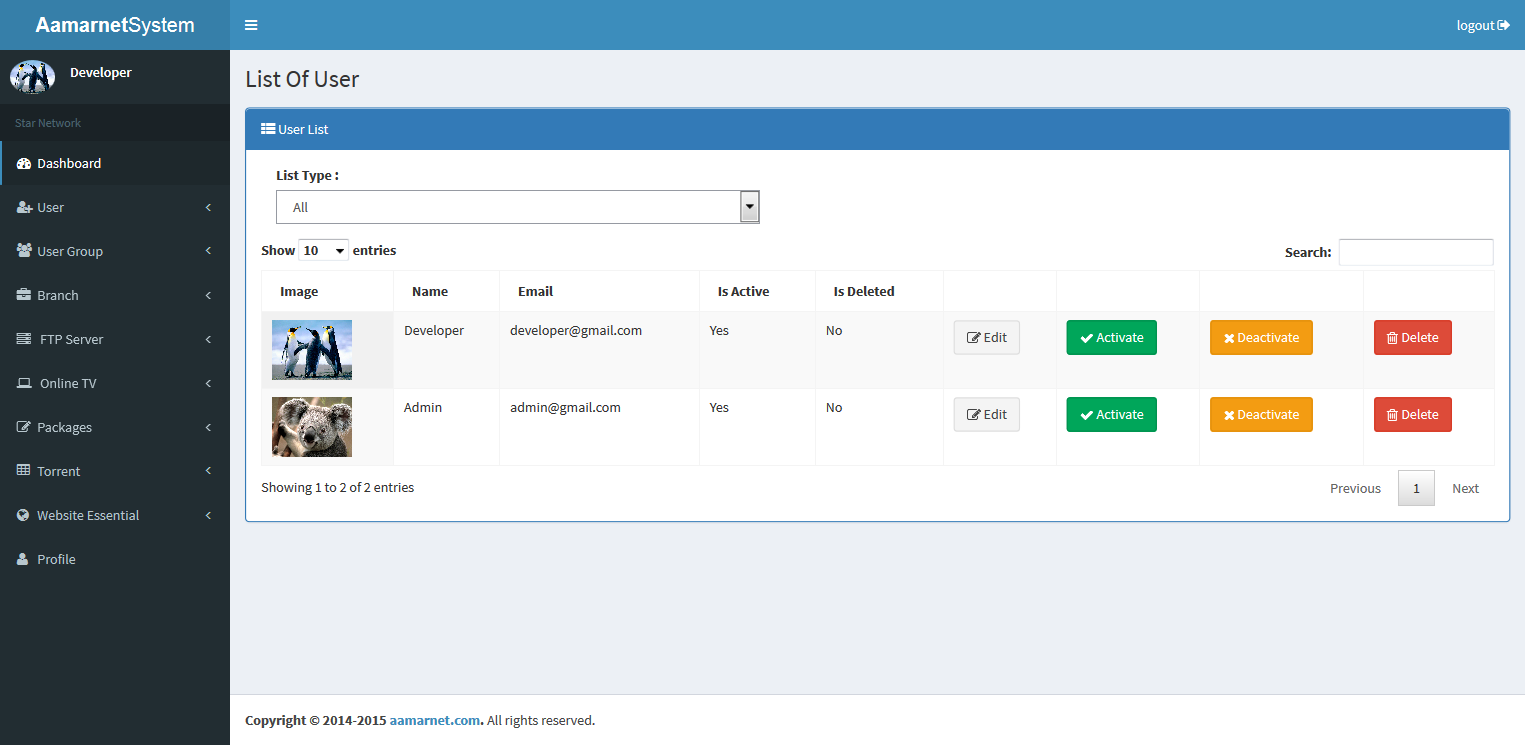 AamarnetSystem
logout
Developer
Star Network
Dashboard
User
User Group
Branch
FTP Server
Online TV
Packages
Torrent
Website Essential
Profile
List Of User
User List
List Type :
All
Show 10 entries
Search:
Image Name Email Is Active Is Deleted
Developer developer@gmail.com Yes No Edit Activate Deactivate Delete
Admin admin@gmail.com Yes No Edit Activate Deactivate Delete
Showing 1 to 2 of 2 entries
Previous 1 Next
Copyright © 2014-2015 aamarnet.com. All rights reserved.